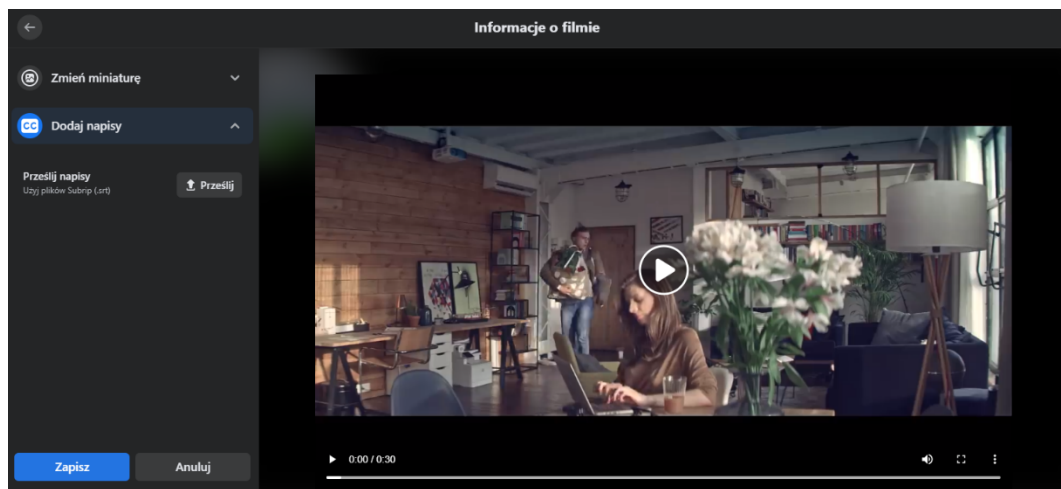 Informacje o filmie
Zmień miniaturę
CC Dodaj napisy
Prześlij napisy
Użyj plików Subrip (.srt)
Prześlij
Zapisz
Anuluj
0:00 / 0:30